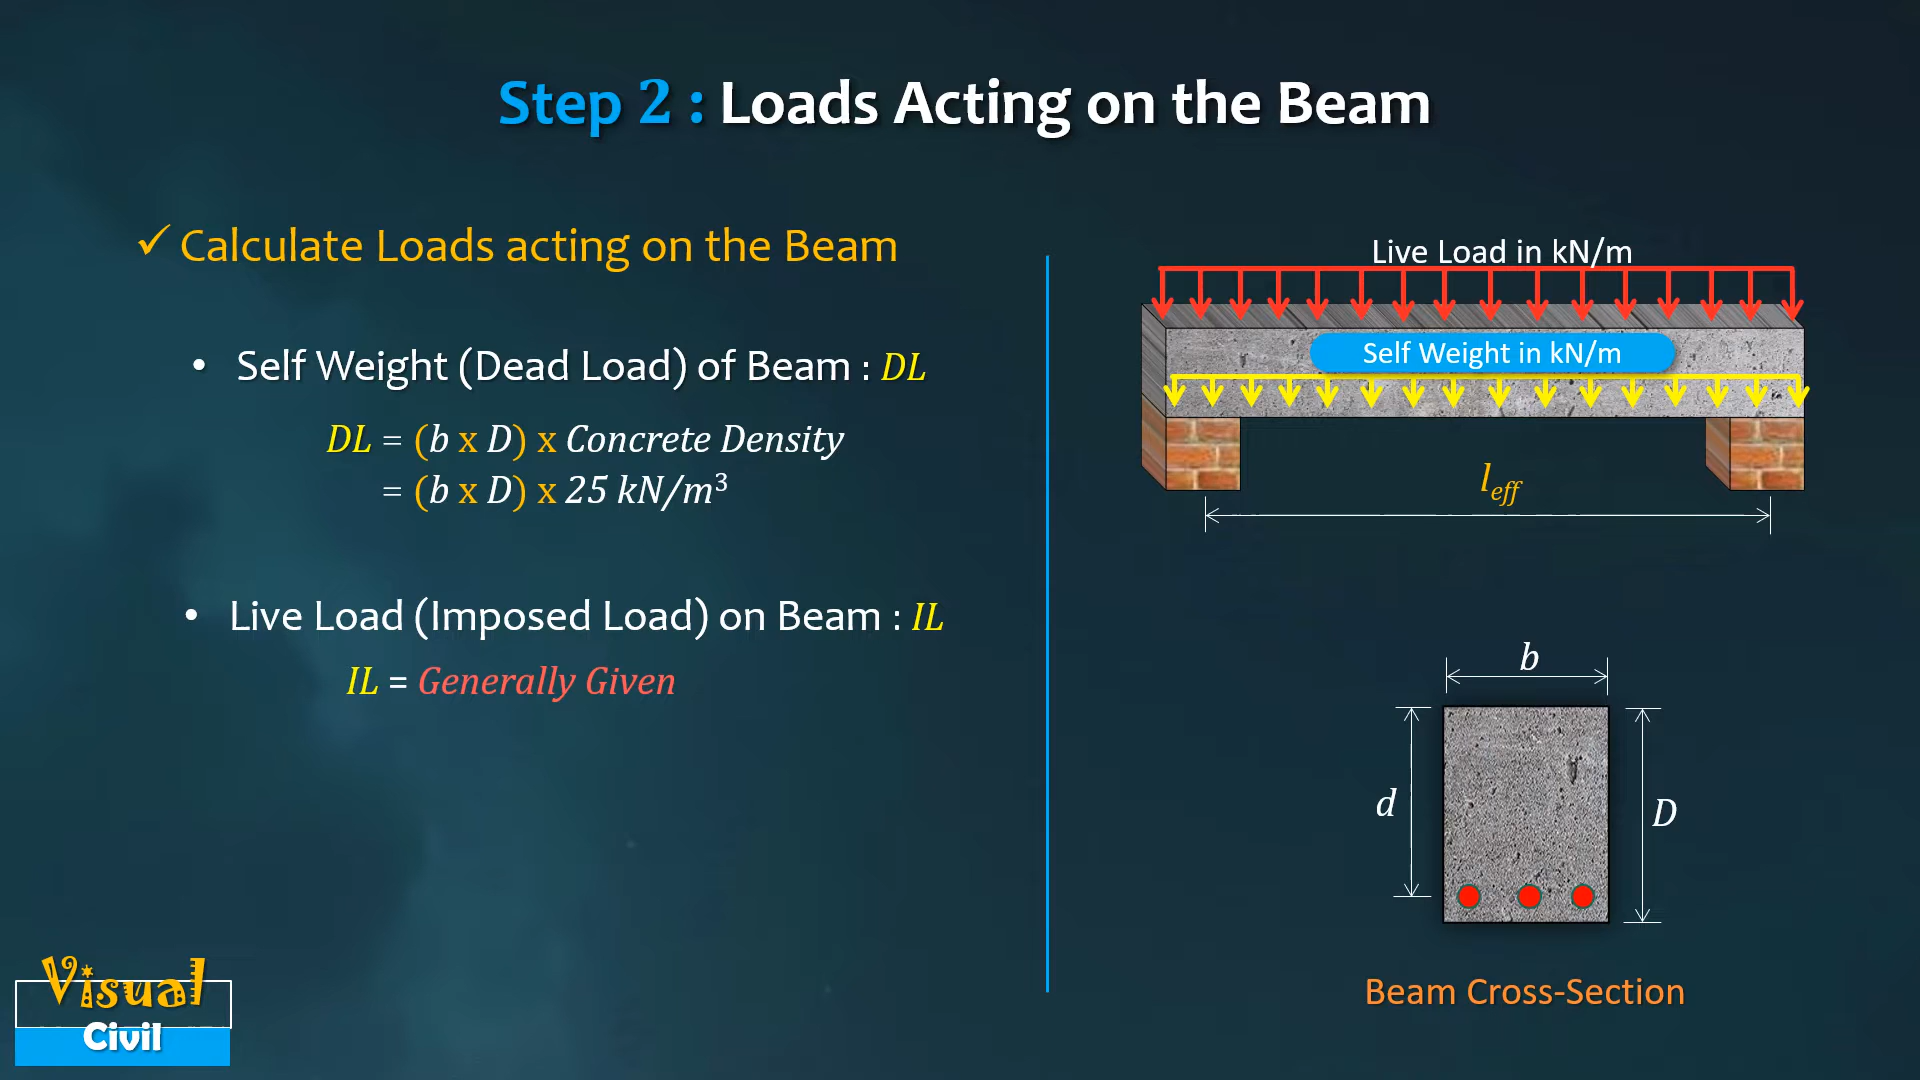 Step 2 : Loads Acting on the Beam
✓ Calculate Loads acting on the Beam
• Self Weight (Dead Load) of Beam : DL
DL = (b x D) x Concrete Density
= (b x D) x 25 kN/m³
• Live Load (Imposed Load) on Beam : IL
IL = Generally Given
Live Load in kN/m
Self Weight in kN/m
l_eff
b
d
D
Beam Cross-Section
Visual
Civil